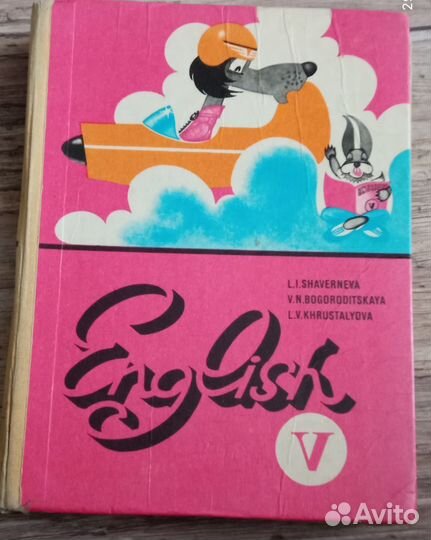 L.I.SHAVERNEVA
V.N.BOGORODITSKAYA
L.V.KHRUSTALYOVA
English
V
V
Avito